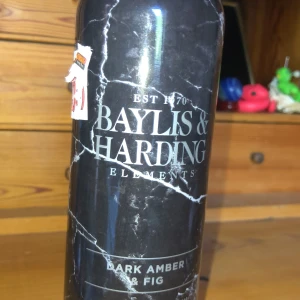 EST 1970
BAYLIS &
HARDING
ELEMENTS
DARK AMBER
& FIG